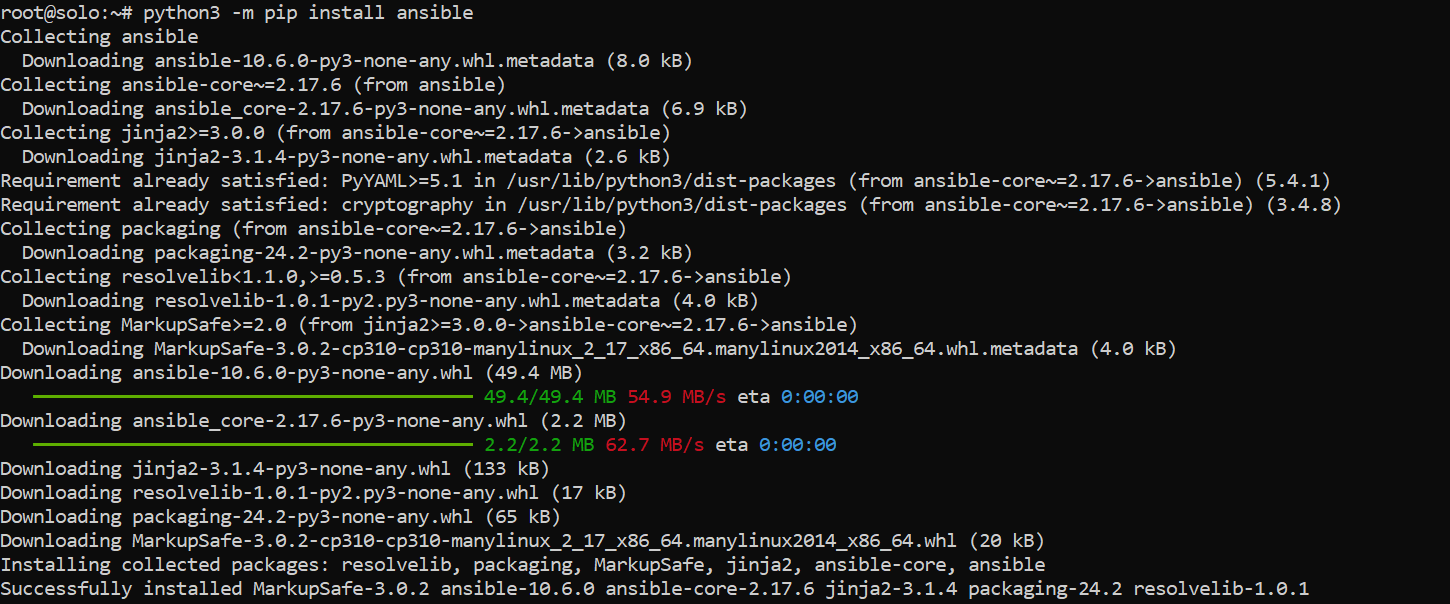 root@solo:~# python3 -m pip install ansible
Collecting ansible
  Downloading ansible-10.6.0-py3-none-any.whl.metadata (8.0 kB)
Collecting ansible-core~=2.17.6 (from ansible)
  Downloading ansible_core-2.17.6-py3-none-any.whl.metadata (6.9 kB)
Collecting jinja2>=3.0.0 (from ansible-core~=2.17.6->ansible)
  Downloading jinja2-3.1.4-py3-none-any.whl.metadata (2.6 kB)
Requirement already satisfied: PyYAML>=5.1 in /usr/lib/python3/dist-packages (from ansible-core~=2.17.6->ansible) (5.4.1)
Requirement already satisfied: cryptography in /usr/lib/python3/dist-packages (from ansible-core~=2.17.6->ansible) (3.4.8)
Collecting packaging (from ansible-core~=2.17.6->ansible)
  Downloading packaging-24.2-py3-none-any.whl.metadata (3.2 kB)
Collecting resolvelib<1.1.0,>=0.5.3 (from ansible-core~=2.17.6->ansible)
  Downloading resolvelib-1.0.1-py2.py3-none-any.whl.metadata (4.0 kB)
Collecting MarkupSafe>=2.0 (from jinja2>=3.0.0->ansible-core~=2.17.6->ansible)
  Downloading MarkupSafe-3.0.2-cp310-cp310-manylinux_2_17_x86_64.manylinux2014_x86_64.whl.metadata (4.0 kB)
Downloading ansible-10.6.0-py3-none-any.whl (49.4 MB)
49.4/49.4 MB 54.9 MB/s eta 0:00:00
Downloading ansible_core-2.17.6-py3-none-any.whl (2.2 MB)
2.2/2.2 MB 62.7 MB/s eta 0:00:00
Downloading jinja2-3.1.4-py3-none-any.whl (133 kB)
Downloading resolvelib-1.0.1-py2.py3-none-any.whl (17 kB)
Downloading packaging-24.2-py3-none-any.whl (65 kB)
Downloading MarkupSafe-3.0.2-cp310-cp310-manylinux_2_17_x86_64.manylinux2014_x86_64.whl (20 kB)
Installing collected packages: resolvelib, packaging, MarkupSafe, jinja2, ansible-core, ansible
Successfully installed MarkupSafe-3.0.2 ansible-10.6.0 ansible-core-2.17.6 jinja2-3.1.4 packaging-24.2 resolvelib-1.0.1